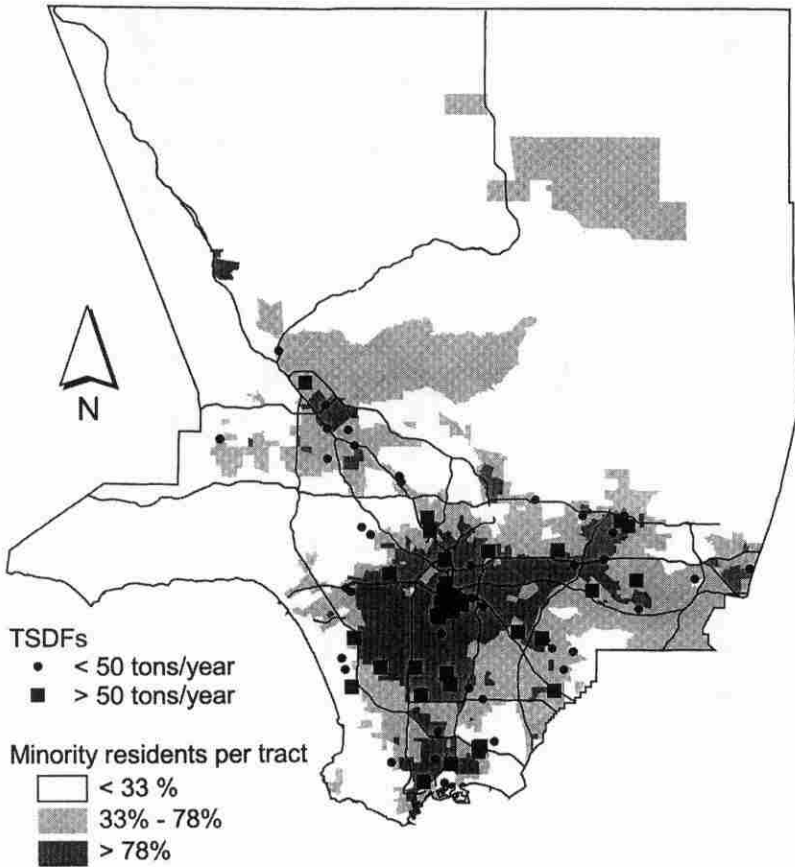 N
TSDFs
< 50 tons/year
> 50 tons/year
Minority residents per tract
< 33 %
33% - 78%
> 78%